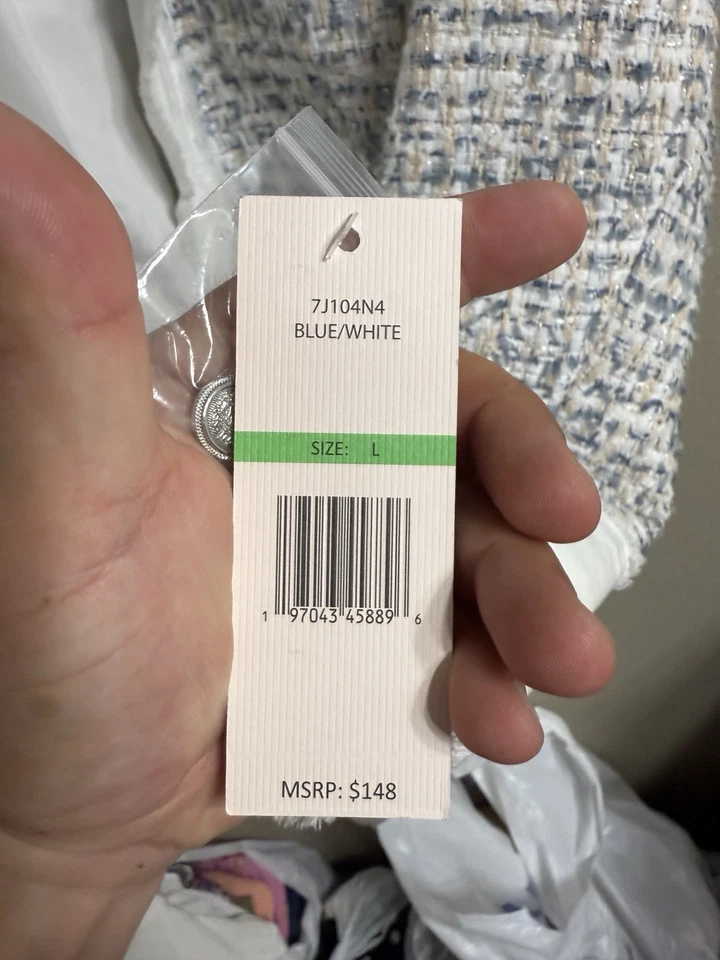 7J104N4
BLUE/WHITE
SIZE: L
1 97043 45889 6
MSRP: $148